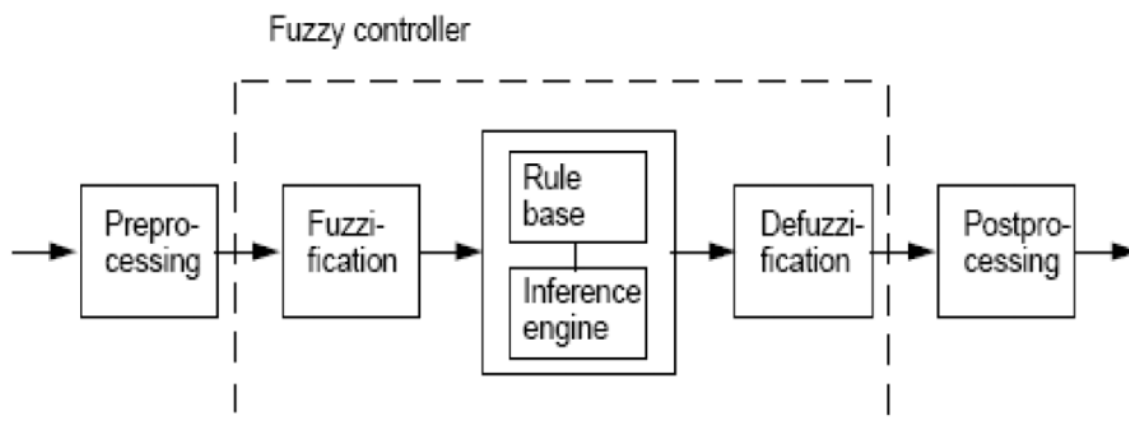 Fuzzy controller
Prepro-
cessing
Fuzzi-
fication
Rule
base
Inference
engine
Defuzzi-
fication
Postpro-
cessing